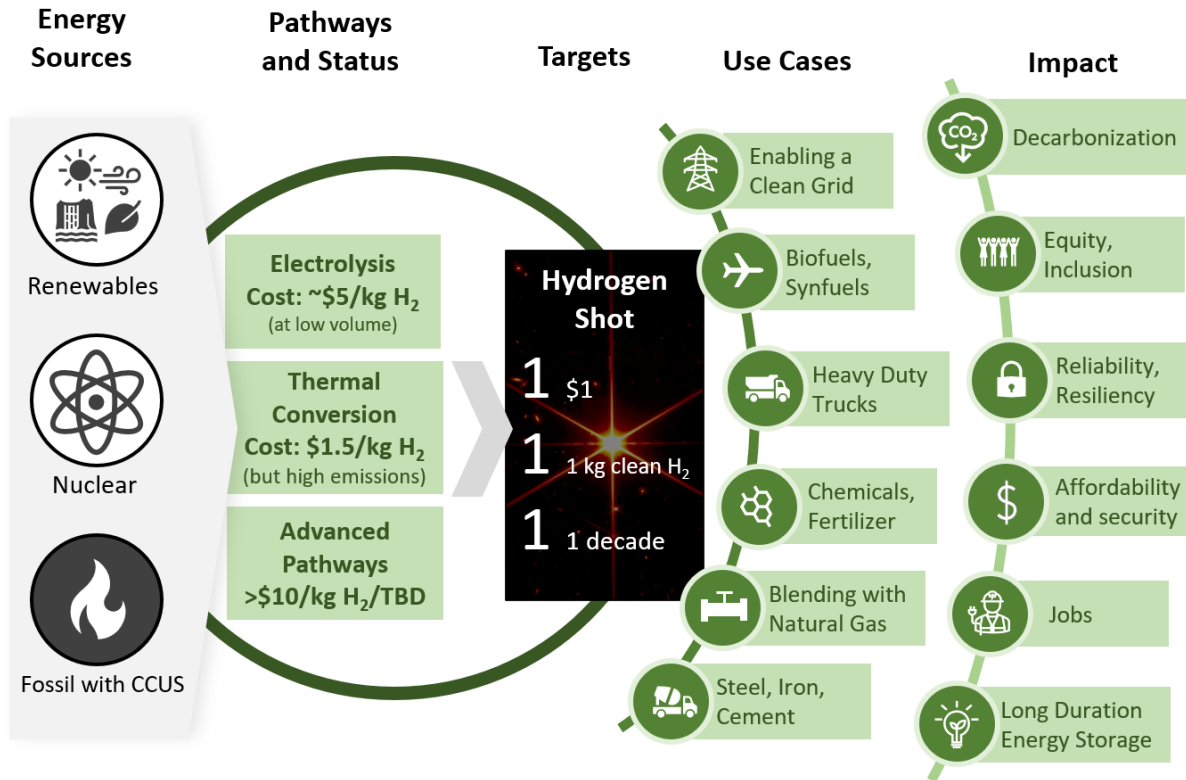 Energy
Sources
Pathways
and Status
Targets
Use Cases
Impact
Renewables
Nuclear
Fossil with CCUS
Electrolysis
Cost: ~$5/kg H₂
(at low volume)
Thermal
Conversion
Cost: $1.5/kg H₂
(but high emissions)
Advanced
Pathways
>$10/kg H₂/TBD
Hydrogen
Shot
1 $1
1 1 kg clean H₂
1 1 decade
Enabling a
Clean Grid
Biofuels,
Synfuels
Heavy Duty
Trucks
Chemicals,
Fertilizer
Blending with
Natural Gas
Steel, Iron,
Cement
CO₂
Decarbonization
Equity,
Inclusion
Reliability,
Resiliency
$
Affordability
and security
Jobs
Long Duration
Energy Storage